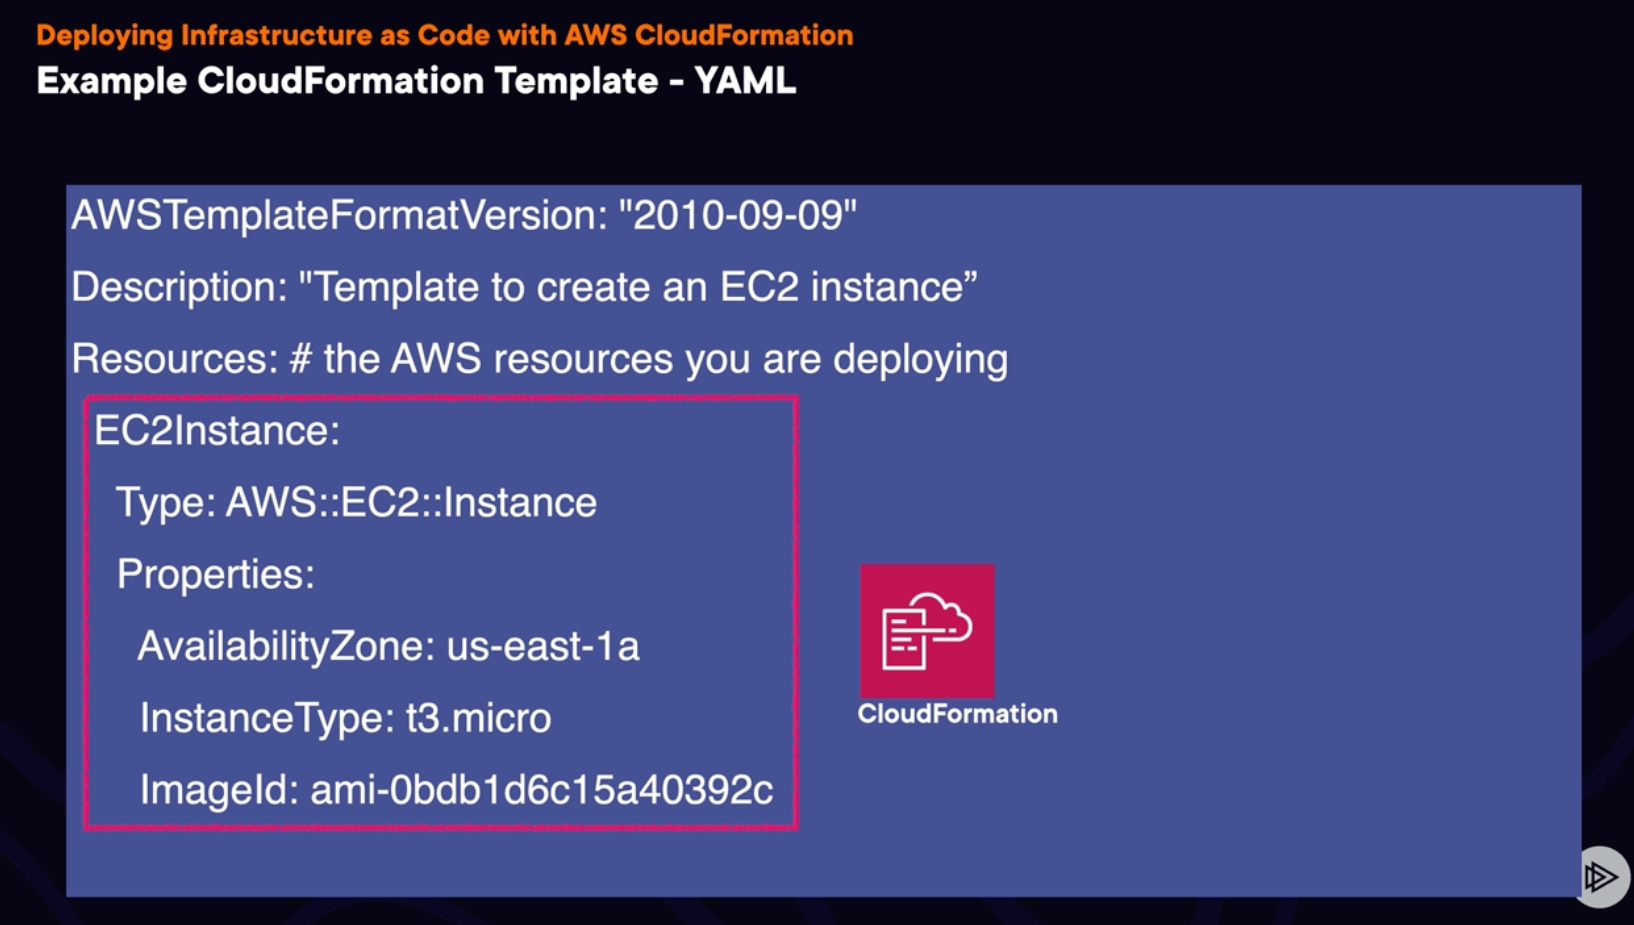 Deploying Infrastructure as Code with AWS CloudFormation
Example CloudFormation Template - YAML
AWSTemplateFormatVersion: "2010-09-09"
Description: "Template to create an EC2 instance”
Resources: # the AWS resources you are deploying
EC2Instance:
Type: AWS::EC2::Instance
Properties:
AvailabilityZone: us-east-1a
InstanceType: t3.micro
ImageId: ami-0bdb1d6c15a40392c
CloudFormation